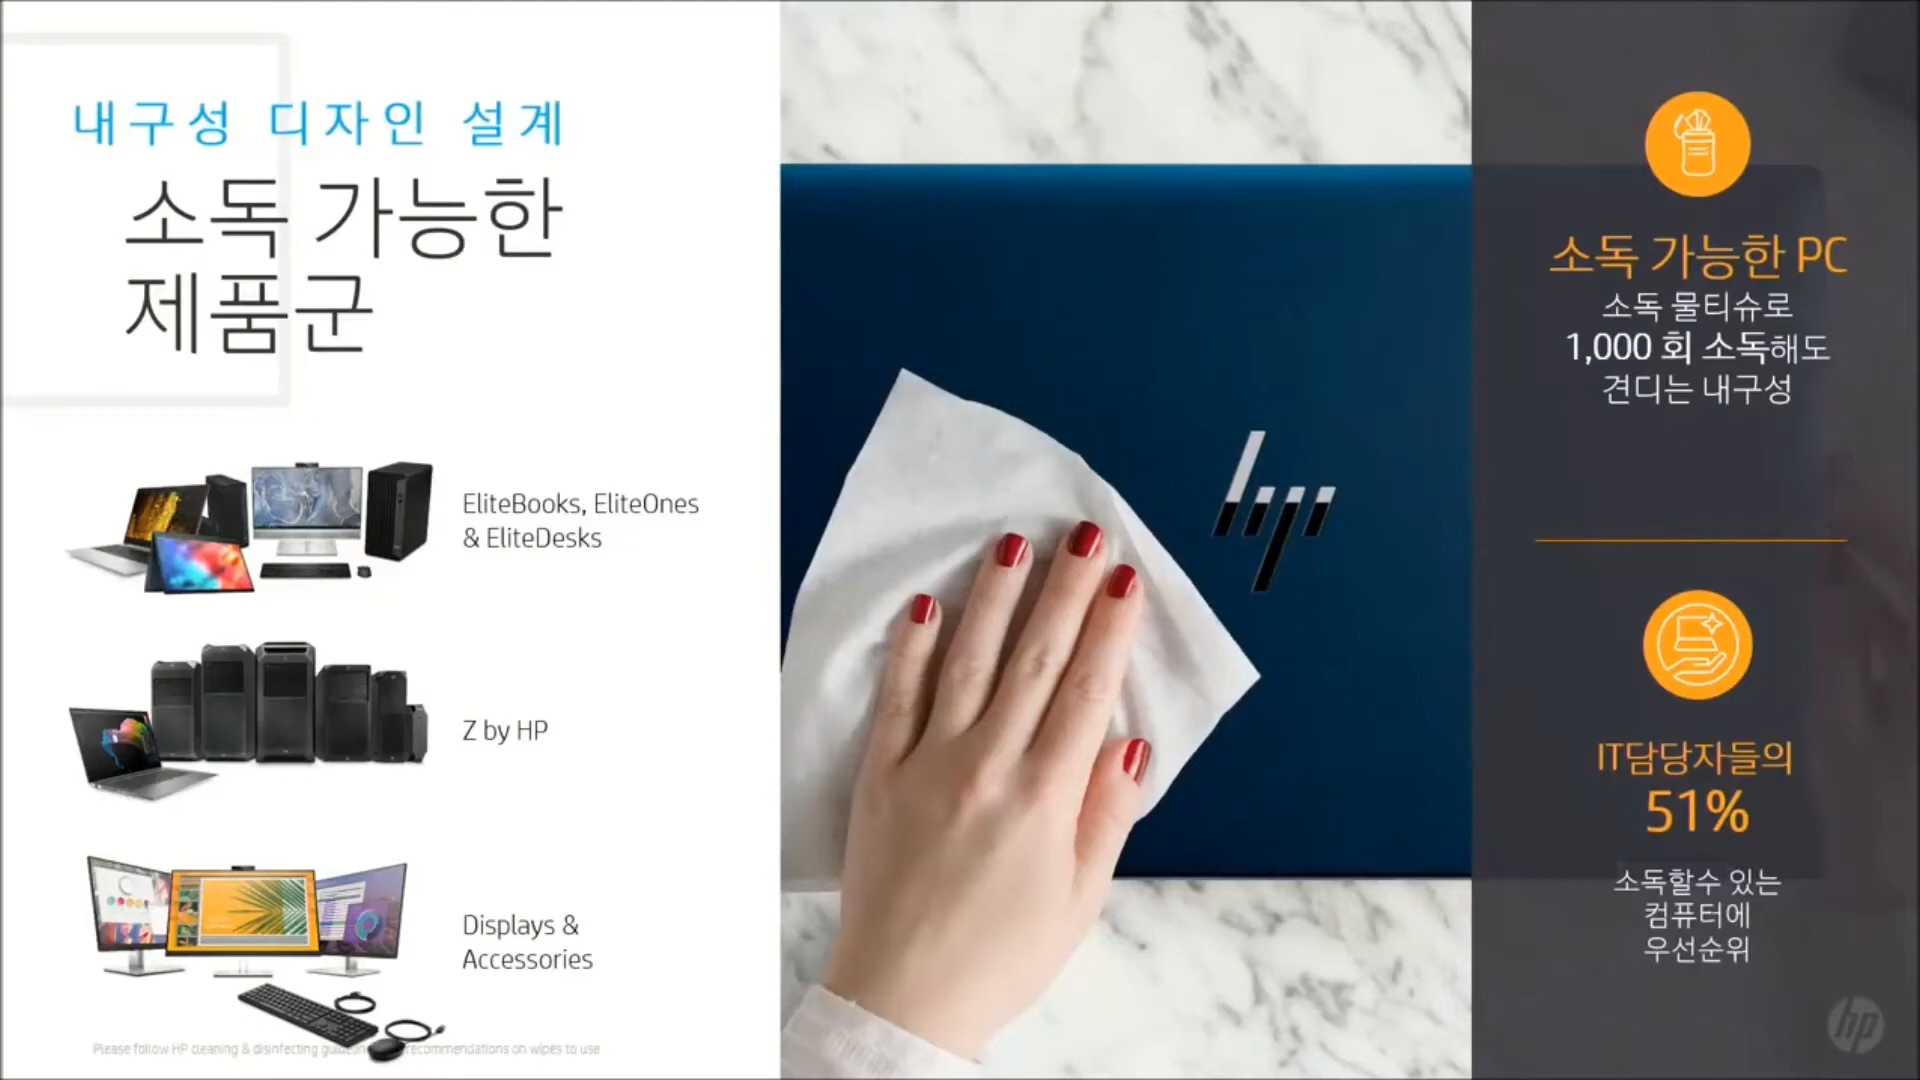 내구성 디자인 설계
소독 가능한
제품군
EliteBooks, EliteOnes
& EliteDesks
Z by HP
Displays &
Accessories
Please follow HP cleaning & disinfecting recommendations on wipes to use
hp
소독 가능한 PC
소독 물티슈로
1,000 회 소독해도
견디는 내구성
IT담당자들의
51%
소독할수 있는
컴퓨터에
우선순위
hp